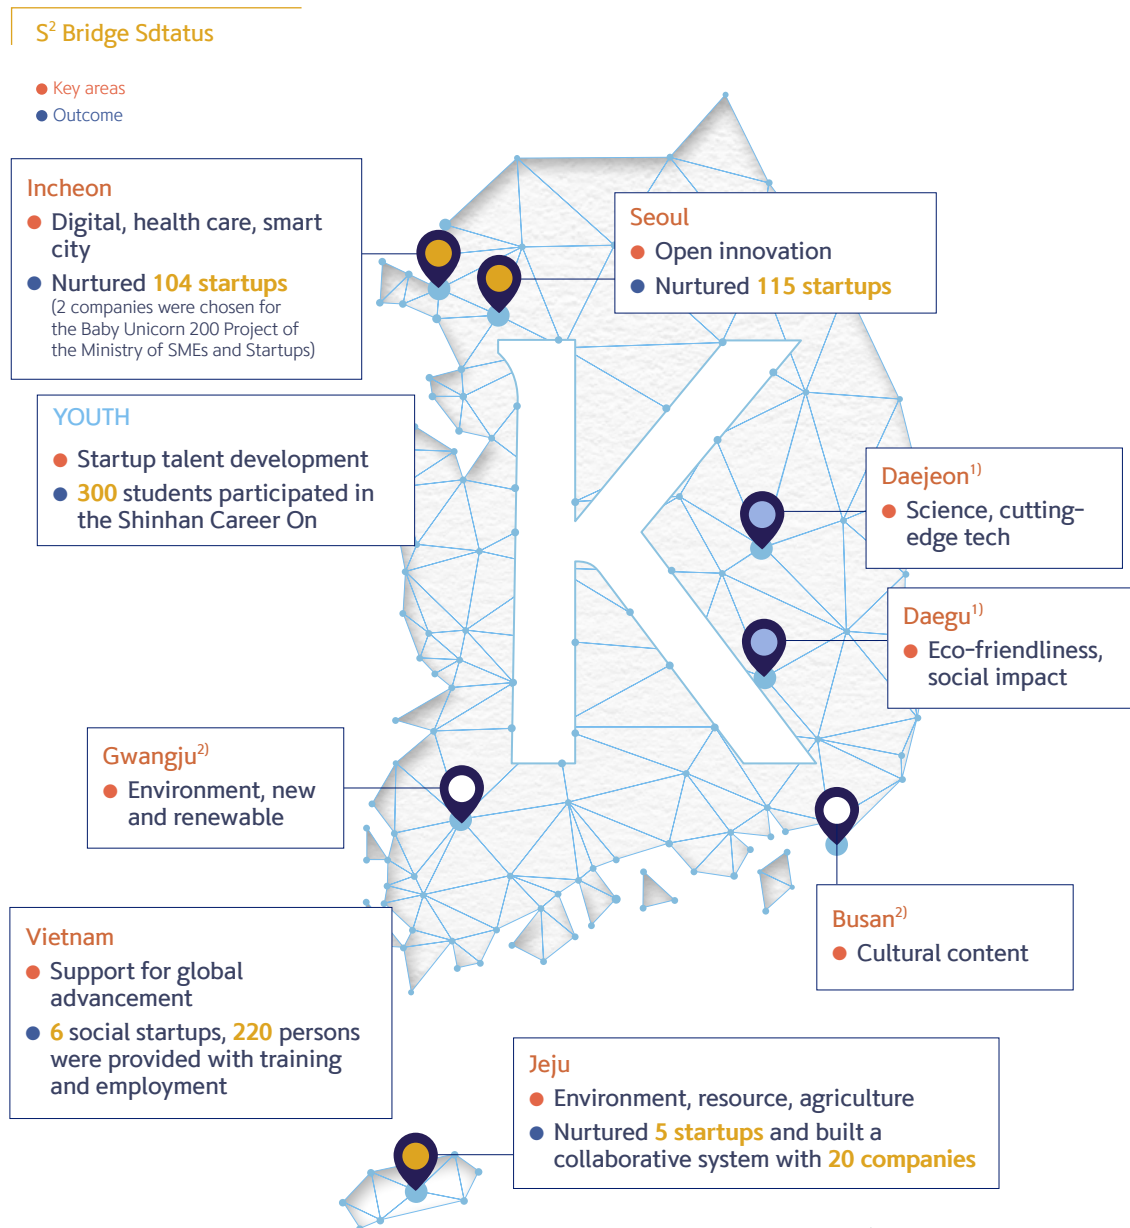 S² Bridge Sdtatus
Key areas
Outcome
Incheon
Digital, health care, smart
city
Nurtured 104 startups
(2 companies were chosen for
the Baby Unicorn 200 Project of
the Ministry of SMEs and Startups)
Seoul
Open innovation
Nurtured 115 startups
YOUTH
Startup talent development
300 students participated in
the Shinhan Career On
Daejeon¹⁾
Science, cutting-
edge tech
Daegu¹⁾
Eco-friendliness,
social impact
Gwangju²⁾
Environment, new
and renewable
Busan²⁾
Cultural content
Vietnam
Support for global
advancement
6 social startups, 220 persons
were provided with training
and employment
Jeju
Environment, resource, agriculture
Nurtured 5 startups and built a
collaborative system with 20 companies
K